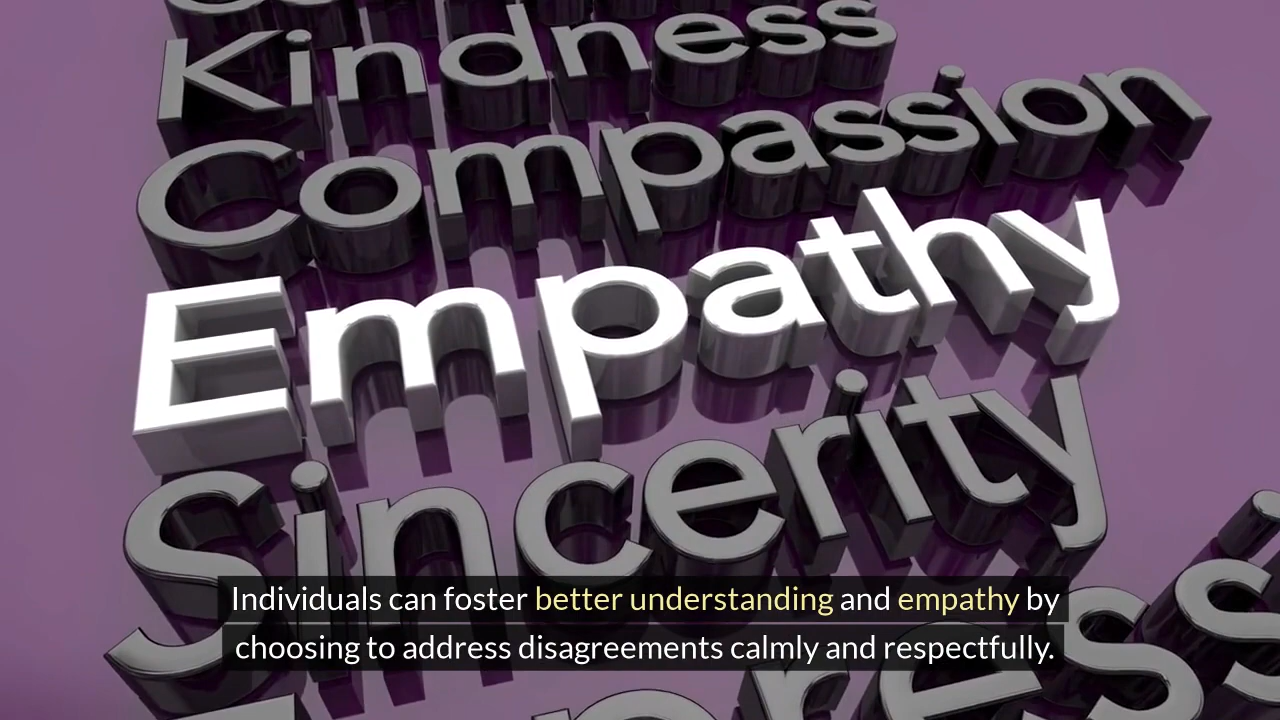 Kindness
Compassion
Empathy
Sincerity
Individuals can foster better understanding and empathy by
choosing to address disagreements calmly and respectfully.